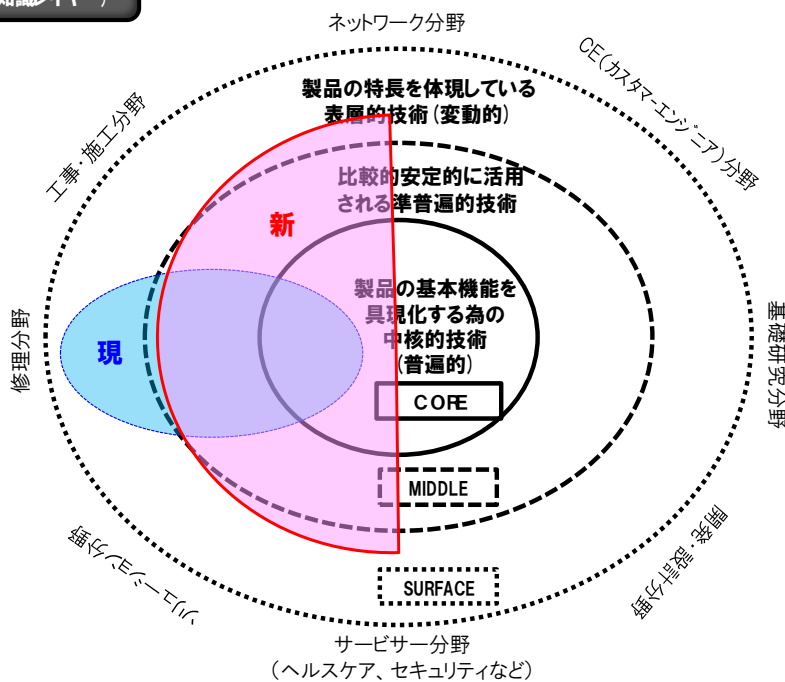 ネットワーク分野
CE(カスタマーエンジニア)分野
製品の特長を体現している
表層的技術(変動的)
工事・施工分野
比較的安定的に活用
される準普遍的技術
新
製品の基本機能を
具現化する為の
中核的技術
(普遍的)
現
修理分野
基礎研究分野
CORE
MIDDLE
SURFACE
ソリューション分野
開発・設計分野
サービサー分野
(ヘルスケア、セキュリティなど)